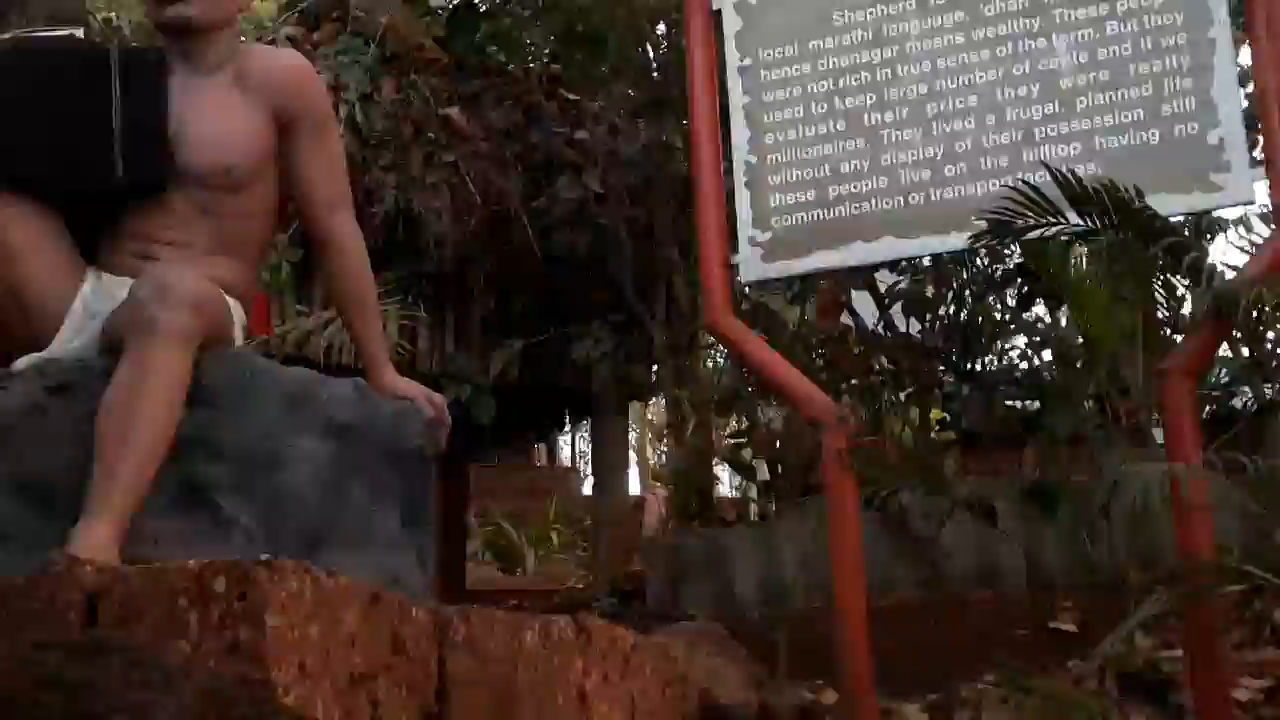 Shepherd is
local marathi language, 'dhan'
hence dhanagar means wealthy. These people
were not rich in true sense of the term. But they
used to keep large number of cattle and if we
evaluate their price they were really
millionaires. They lived a frugal, planned life
without any display of their possession still
these people live on the hilltop having no
communication or transport facilities.